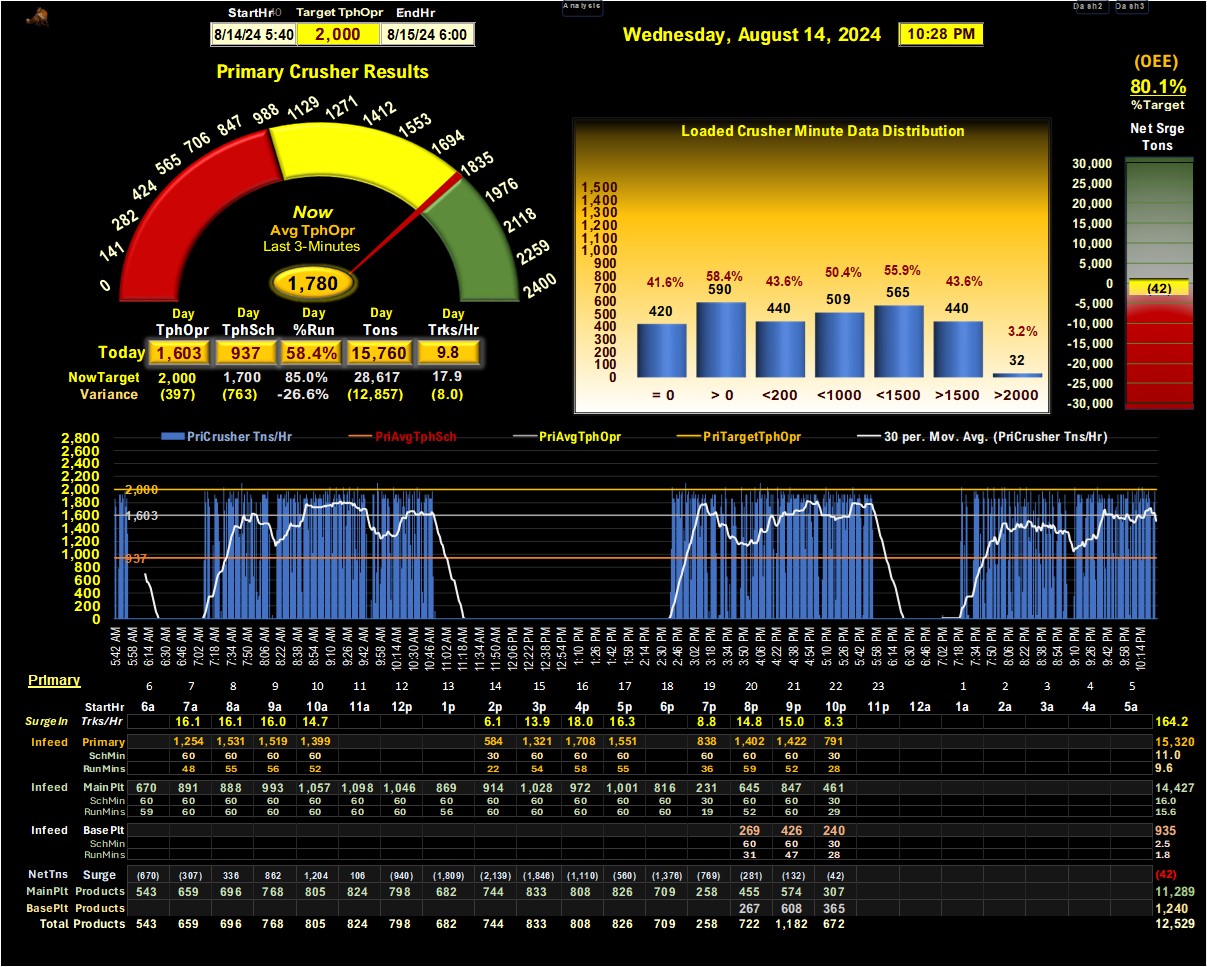 Analysis Dash2 Dash3
StartHr Target TphOpr EndHr
8/14/24 5:40 2,000 8/15/24 6:00
Wednesday, August 14, 2024 10:28 PM
Primary Crusher Results
0 141 282 424 565 706 847 988 1129 1271 1412 1553 1694 1835 1976 2118 2259 2400
Now
Avg TphOpr
Last 3-Minutes
1,780
Day Day Day Day Day
TphOpr TphSch %Run Tons Trks/Hr
Today 1,603 937 58.4% 15,760 9.8
NowTarget 2,000 1,700 85.0% 28,617 17.9
Variance (397) (763) -26.6% (12,857) (8.0)
Loaded Crusher Minute Data Distribution
1,500
1,400
1,300
1,200
1,100
1,000
900
800
700
600
500
400
300
200
100
0
41.6% 58.4% 43.6% 50.4% 55.9% 43.6% 3.2%
420 590 440 509 565 440 32
= 0 > 0 <200 <1000 <1500 >1500 >2000
(OEE)
80.1%
%Target
Net Srge
Tons
30,000
25,000
20,000
15,000
10,000
5,000
0
-5,000
-10,000
-15,000
-20,000
-25,000
-30,000
(42)
PriCrusher Tns/Hr PriAvgTphSch PriAvgTphOpr PriTargetTphOpr 30 per. Mov. Avg. (PriCrusher Tns/Hr)
2,800
2,600
2,400
2,200
2,000
1,800
1,600
1,400
1,200
1,000
800
600
400
200
0
2,000
1,603
937
5:42 AM 5:58 AM 6:14 AM 6:30 AM 6:46 AM 7:02 AM 7:18 AM 7:34 AM 7:50 AM 8:06 AM 8:22 AM 8:38 AM 8:54 AM 9:10 AM 9:26 AM 9:42 AM 9:58 AM 10:14 AM 10:30 AM 10:46 AM 11:02 AM 11:18 AM 11:34 AM 11:50 AM 12:06 PM 12:22 PM 12:38 PM 12:54 PM 1:10 PM 1:26 PM 1:42 PM 1:58 PM 2:14 PM 2:30 PM 2:46 PM 3:02 PM 3:18 PM 3:34 PM 3:50 PM 4:06 PM 4:22 PM 4:38 PM 4:54 PM 5:10 PM 5:26 PM 5:42 PM 5:58 PM 6:14 PM 6:30 PM 6:46 PM 7:02 PM 7:18 PM 7:34 PM 7:50 PM 8:06 PM 8:22 PM 8:38 PM 8:54 PM 9:10 PM 9:26 PM 9:42 PM 9:58 PM 10:14 PM
Primary
6 7 8 9 10 11 12 13 14 15 16 17 18 19 20 21 22 23 1 2 3 4 5
StartHr 6a 7a 8a 9a 10a 11a 12p 1p 2p 3p 4p 5p 6p 7p 8p 9p 10p 11p 12a 1a 2a 3a 4a 5a
SurgeIn Trks/Hr 16.1 16.1 16.0 14.7 6.1 13.9 18.0 16.3 8.8 14.8 15.0 8.3 164.2
Infeed Primary 1,254 1,531 1,519 1,399 584 1,321 1,708 1,551 838 1,402 1,422 791 15,320
SchMin 60 60 60 60 30 60 60 60 60 60 60 30 11.0
RunMins 48 55 56 52 22 54 58 55 36 59 52 28 9.6
Infeed MainPlt 670 891 888 993 1,057 1,098 1,046 869 914 1,028 972 1,001 816 231 645 847 461 14,427
SchMin 60 60 60 60 60 60 60 60 60 60 60 60 60 30 60 60 30 16.0
RunMins 59 60 60 60 60 60 60 56 60 60 60 60 60 19 52 60 29 15.6
Infeed Base Plt 269 426 240 935
SchMin 60 60 30 2.5
RunMins 31 47 28 1.8
NetTns Surge (670) (307) 336 862 1,204 106 (940) (1,809) (2,139) (1,846) (1,110) (560) (1,376) (769) (281) (132) (42) (42)
MainPlt Products 543 659 696 768 805 824 798 682 744 833 808 826 709 258 455 574 307 11,289
BasePlt Products 267 608 365 1,240
Total Products 543 659 696 768 805 824 798 682 744 833 808 826 709 258 722 1,182 672 12,529